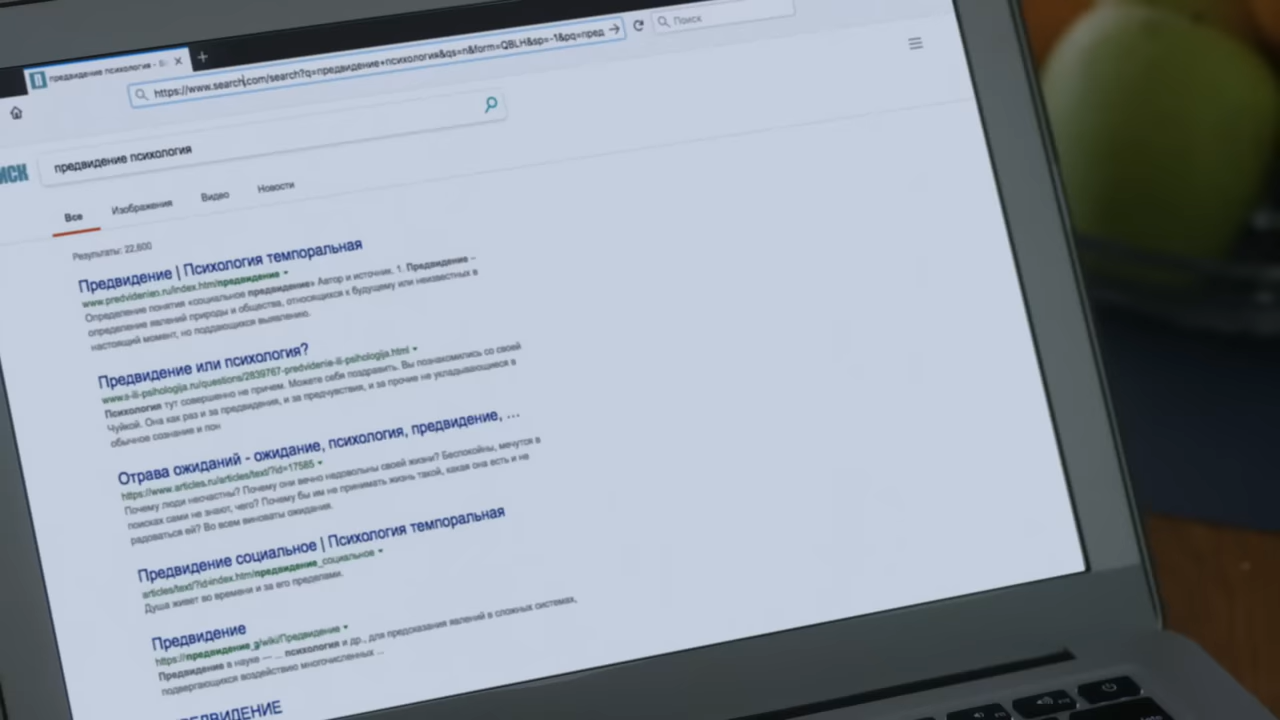 предвидение психология - Б
https://www.search.com/search?q=предвидение+психология&qs=n&form=QBLH&sp=-1&pq=пред
Поиск
ИСК
предвидение психология
Все Изображения Видео Новости
Результаты: 22,600
Предвидение | Психология темпоральная
www.predvidenien.ru/index.htm/предвидение
Определение понятия «социальное предвидение» Автор и источник. 1. Предвидение –
определение явлений природы и общества, относящихся к будущему или неизвестных в
настоящий момент, но поддающихся выявлению.
Предвидение или психология?
www.s-ili-psihologija.ru/questions/2839767-predvidenie-ili-psihologija.html
Психология тут совершенно не причем. Можете себя поздравить. Вы познакомились со своей
Чуйкой. Она как раз и за предвидения, и за предчувствия, и за прочие не укладывающиеся в
обычное сознание и пон
Отрава ожиданий - ожидание, психология, предвидение, ...
https://www.articles.ru/articles/text/?id=17585
Почему люди несчастны? Почему они вечно недовольны своей жизни? Беспокойны, мечутся в
поисках сами не знают, чего? Почему бы им не принимать жизнь такой, какая она есть и не
радоваться ей? Во всем виноваты ожидания.
Предвидение социальное | Психология темпоральная
articles/text/?id=index.htm/предвидение_социальное
Душа живет во времени и за его пределами.
Предвидение
https://предвидение_g/wiki/Предвидение
Предвидение в науке — ... психология и др., для предсказания явлений в сложных системах,
подвергающихся воздействию многочисленных ...
ЕДВИДЕНИЕ